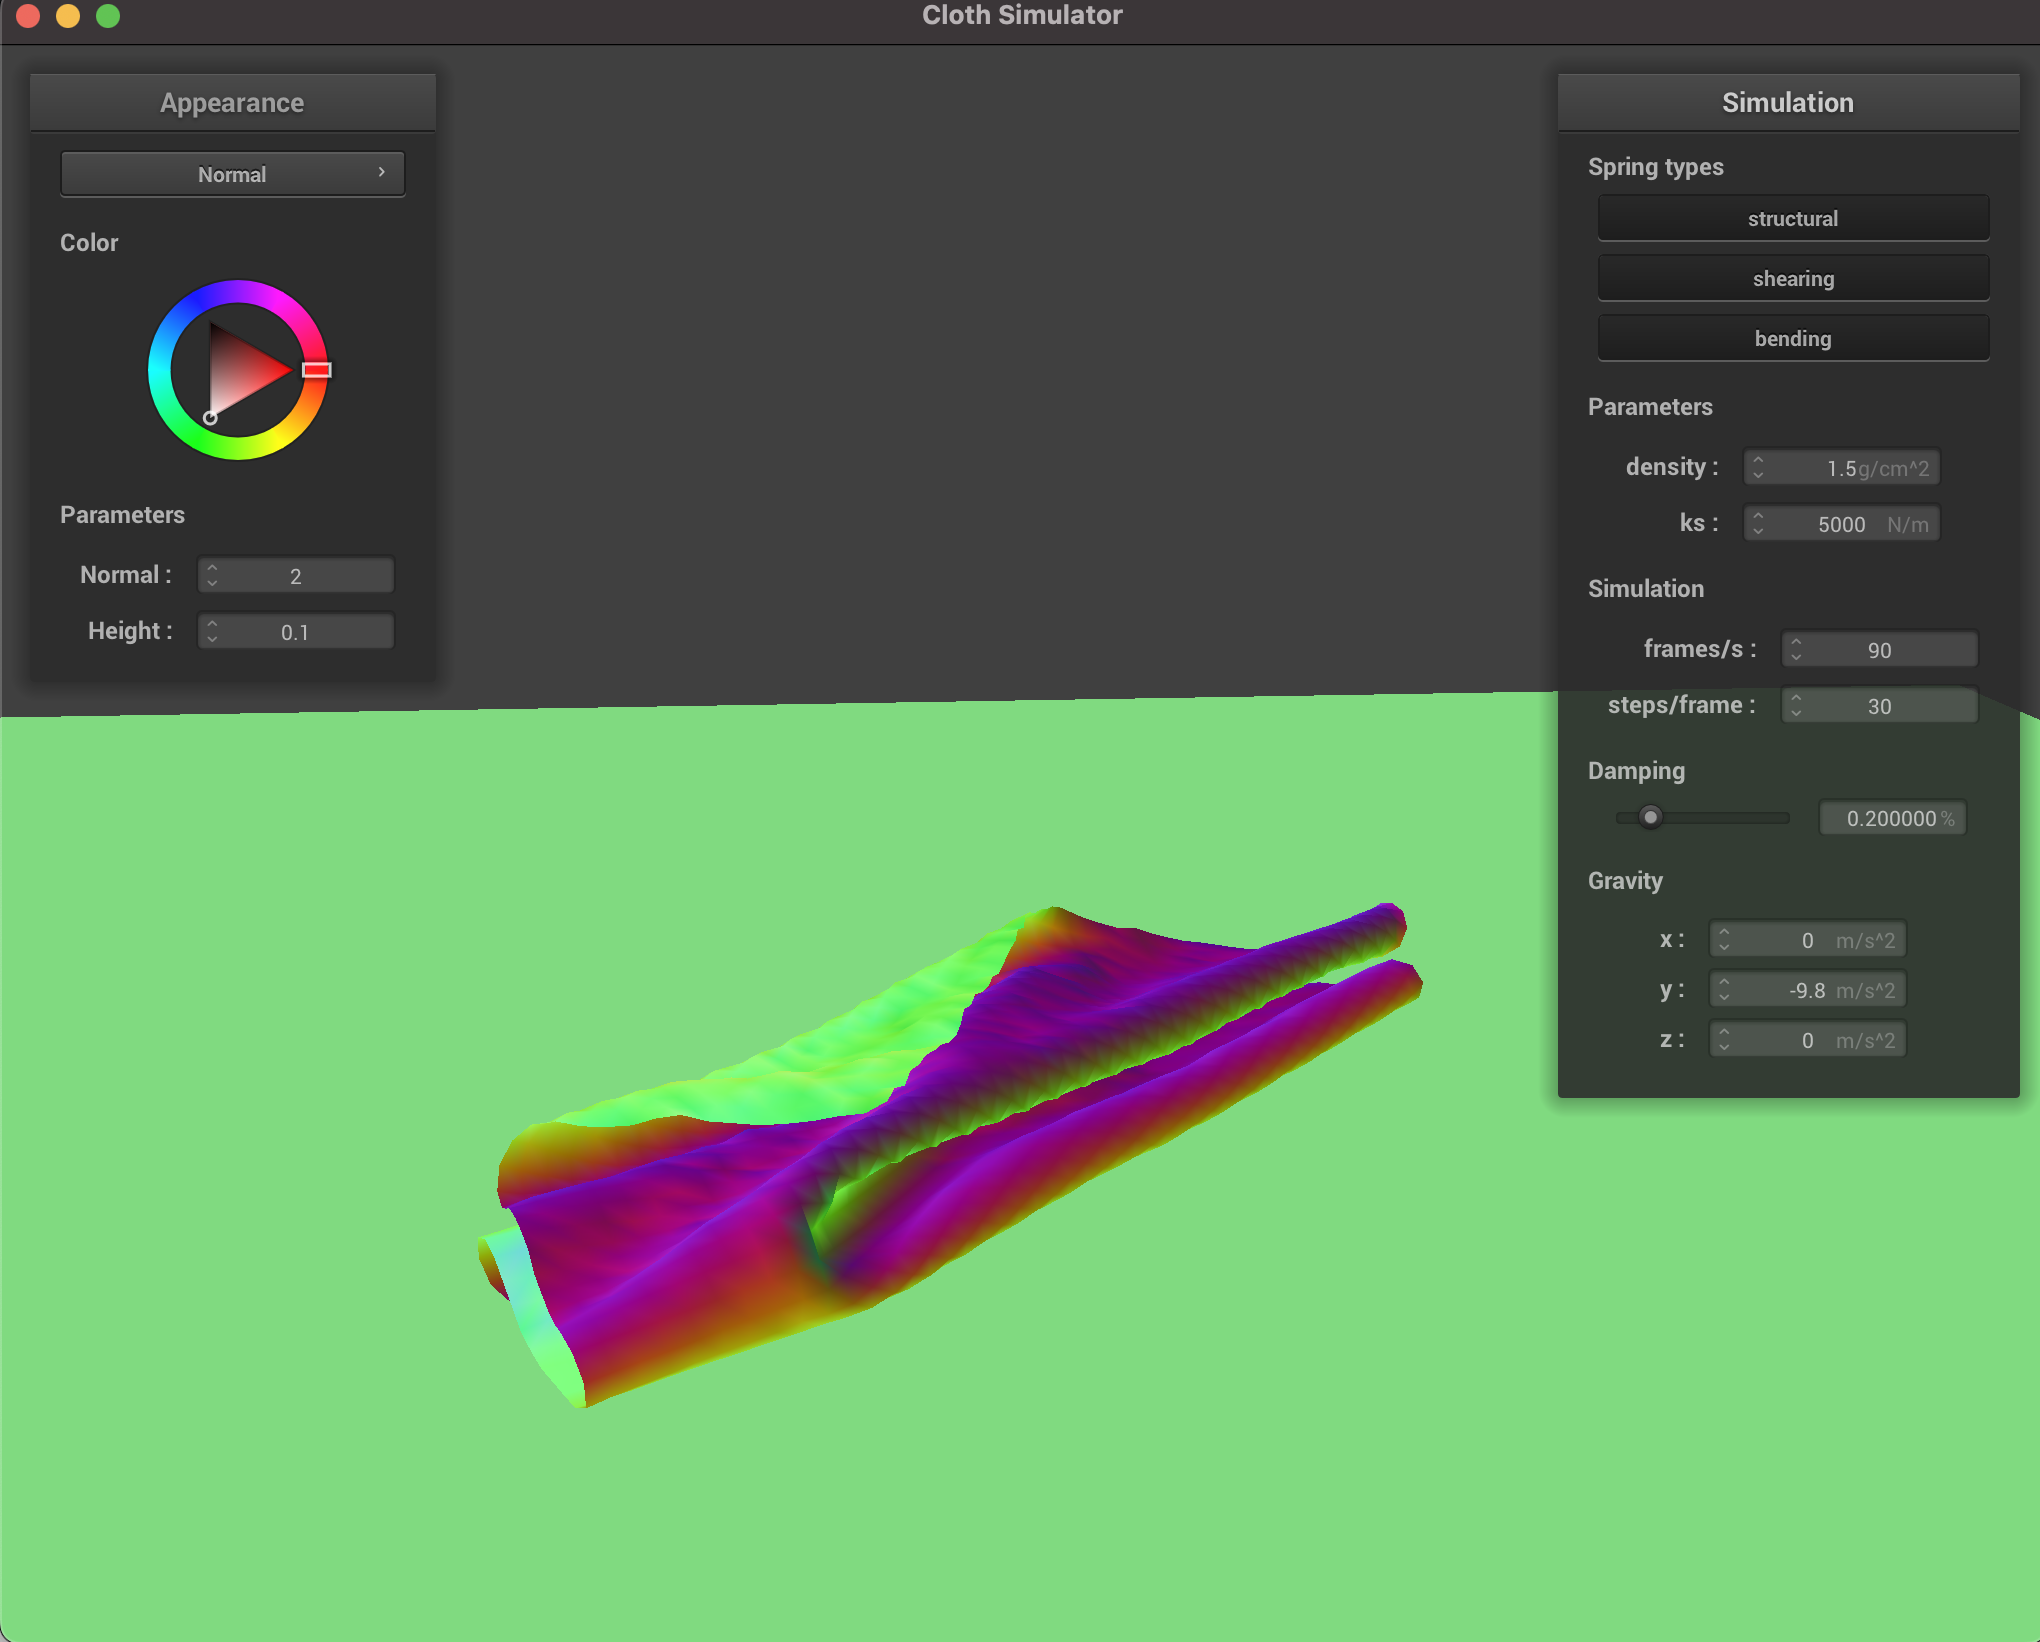 Cloth Simulator
Appearance
Normal
Color
Parameters
Normal : 2
Height : 0.1
Simulation
Spring types
structural
shearing
bending
Parameters
density : 1.5 g/cm^2
ks : 5000 N/m
Simulation
frames/s : 90
steps/frame : 30
Damping
0.200000 %
Gravity
x : 0 m/s^2
y : -9.8 m/s^2
z : 0 m/s^2